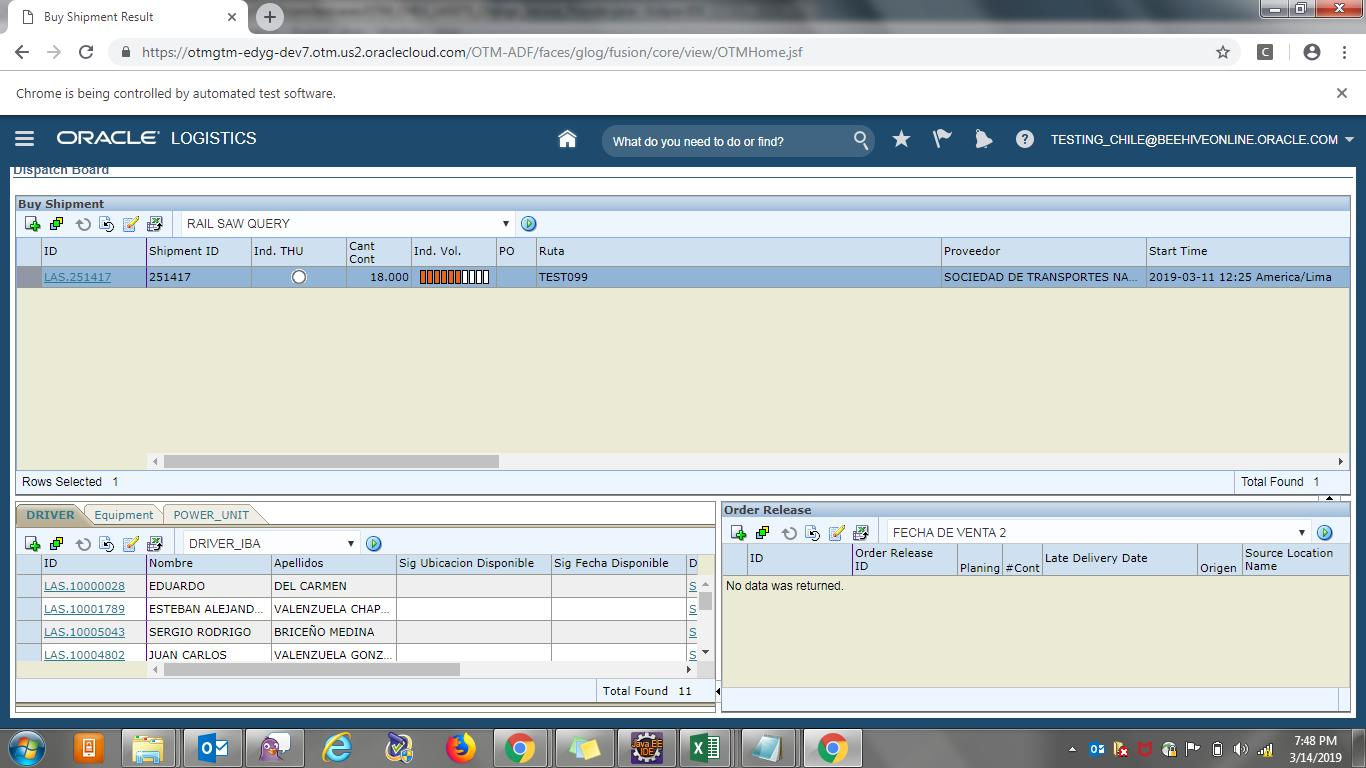 Buy Shipment Result
https://otmgtm-edyg-dev7.otm.us2.oraclecloud.com/OTM-ADF/faces/glog/fusion/core/view/OTMHome.jsf
C
Chrome is being controlled by automated test software.
ORACLE LOGISTICS
What do you need to do or find?
TESTING_CHILE@BEEHIVEONLINE.ORACLE.COM
Dispatch Board
Buy Shipment
RAIL SAW QUERY
ID Shipment ID Ind. THU Cant Cont Ind. Vol. PO Ruta Proveedor Start Time
LAS.251417 251417 18.000 TEST099 SOCIEDAD DE TRANSPORTES NA... 2019-03-11 12:25 America/Lima
Rows Selected 1
Total Found 1
DRIVER Equipment POWER_UNIT
DRIVER_IBA
ID Nombre Apellidos Sig Ubicacion Disponible Sig Fecha Disponible D
LAS.10000028 EDUARDO DEL CARMEN S
LAS.10001789 ESTEBAN ALEJAND... VALENZUELA CHAP... S
LAS.10005043 SERGIO RODRIGO BRICEÑO MEDINA S
LAS.10004802 JUAN CARLOS VALENZUELA GONZ... S
Total Found 11
Order Release
FECHA DE VENTA 2
ID Order Release ID Planing #Cont Late Delivery Date Origen Source Location Name
No data was returned.
Java EE
IDE
7:48 PM
3/14/2019